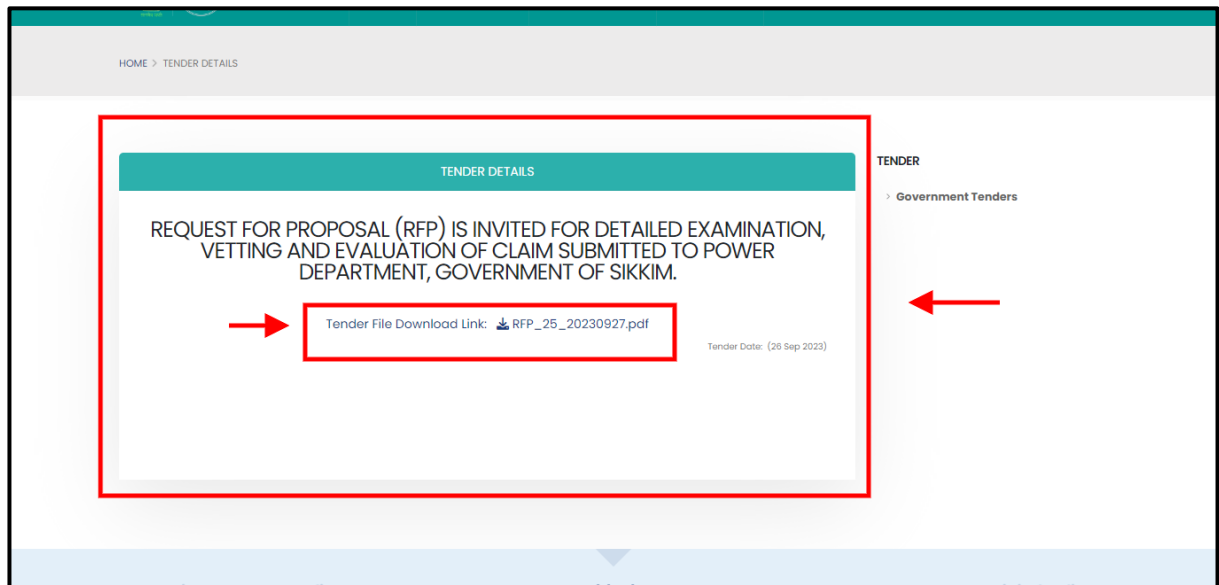 HOME > TENDER DETAILS
TENDER DETAILS
REQUEST FOR PROPOSAL (RFP) IS INVITED FOR DETAILED EXAMINATION,
VETTING AND EVALUATION OF CLAIM SUBMITTED TO POWER
DEPARTMENT, GOVERNMENT OF SIKKIM.
Tender File Download Link: RFP_25_20230927.pdf
Tender Date: (26 Sep 2023)
TENDER
> Government Tenders